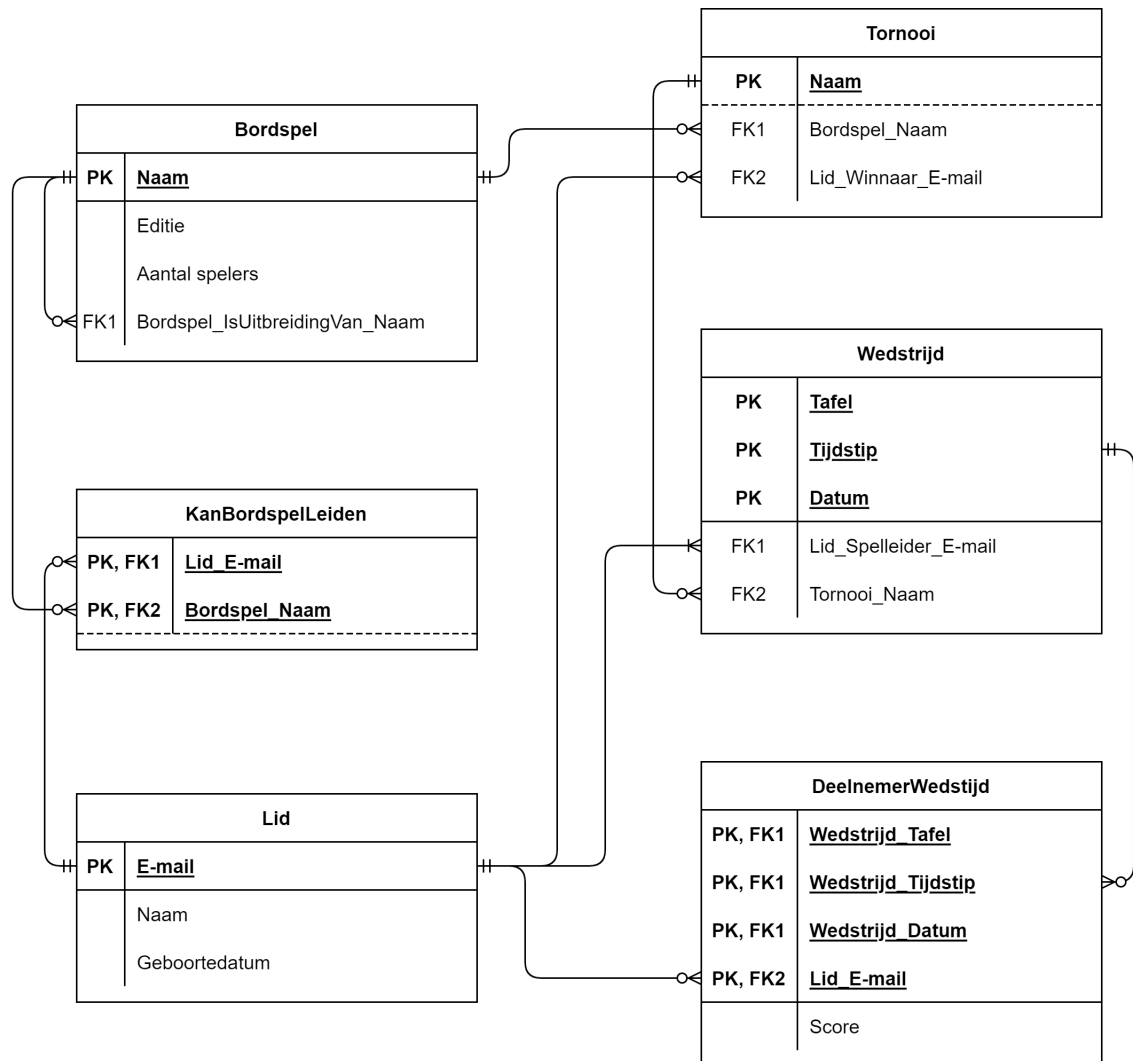 Bordspel
PK Naam
Editie
Aantal spelers
FK1 Bordspel_IsUitbreidingVan_Naam
KanBordspelLeiden
PK, FK1 Lid_E-mail
PK, FK2 Bordspel_Naam
Lid
PK E-mail
Naam
Geboortedatum
Tornooi
PK Naam
FK1 Bordspel_Naam
FK2 Lid_Winnaar_E-mail
Wedstrijd
PK Tafel
PK Tijdstip
PK Datum
FK1 Lid_Spelleider_E-mail
FK2 Tornooi_Naam
DeelnemerWedstijd
PK, FK1 Wedstrijd_Tafel
PK, FK1 Wedstrijd_Tijdstip
PK, FK1 Wedstrijd_Datum
PK, FK2 Lid_E-mail
Score